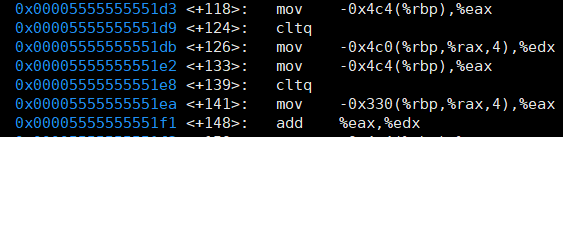 0x00005555555551d3 <+118>: mov -0x4c4(%rbp),%eax
0x00005555555551d9 <+124>: cltq
0x00005555555551db <+126>: mov -0x4c0(%rbp,%rax,4),%edx
0x00005555555551e2 <+133>: mov -0x4c4(%rbp),%eax
0x00005555555551e8 <+139>: cltq
0x00005555555551ea <+141>: mov -0x330(%rbp,%rax,4),%eax
0x00005555555551f1 <+148>: add %eax,%edx